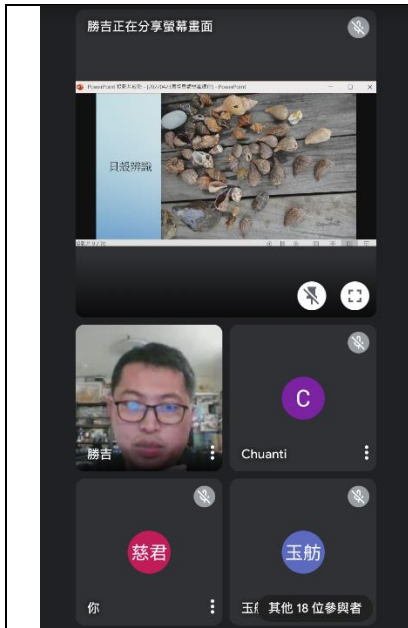 勝吉正在分享螢幕畫面
PowerPoint
貝殼辨識
勝吉
C
Chuanti
慈君
你
玉舫
其他 18 位參與者